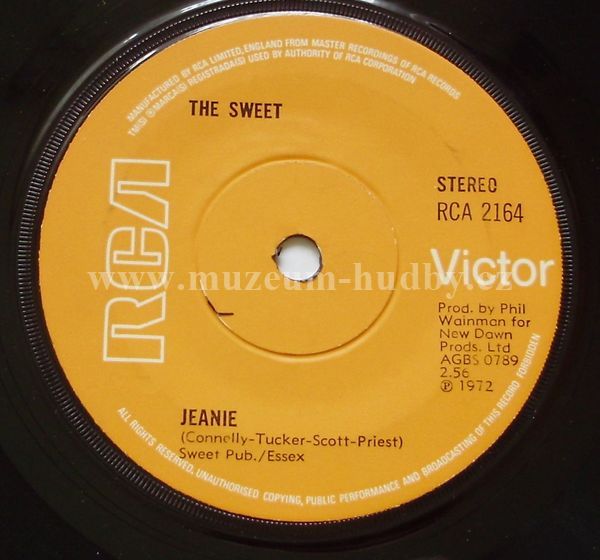 MANUFACTURED BY RCA LIMITED, ENGLAND FROM MASTER RECORDINGS OF RCA RECORDS
TM(S) ® MARCA(S) REGISTRADA(S) USED BY AUTHORITY OF RCA CORPORATION
THE SWEET
RCA
STEREO
RCA 2164
Victor
www.muzeum-hudby.cz
Prod. by Phil
Wainman for
New Dawn
Prods. Ltd
AGBS 0789
2.56
℗ 1972
JEANIE
(Connelly-Tucker-Scott-Priest)
Sweet Pub./Essex
ALL RIGHTS RESERVED. UNAUTHORISED COPYING, PUBLIC PERFORMANCE AND BROADCASTING OF THIS RECORD FORBIDDEN